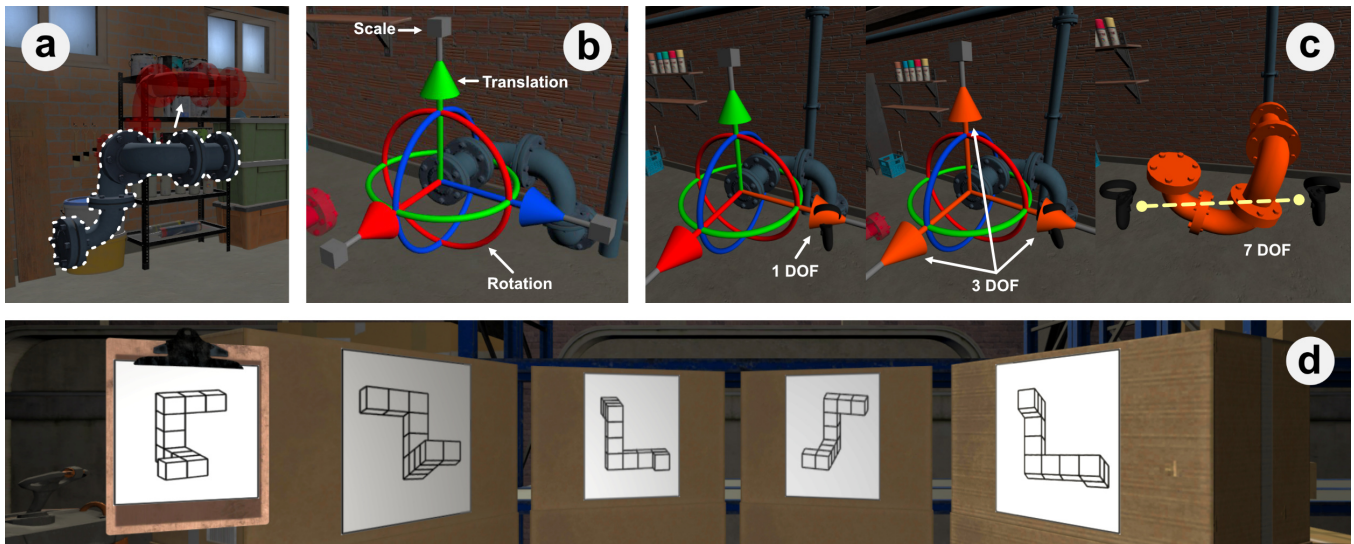 a
b
c
Scale
Translation
Rotation
1 DOF
3 DOF
7 DOF
d